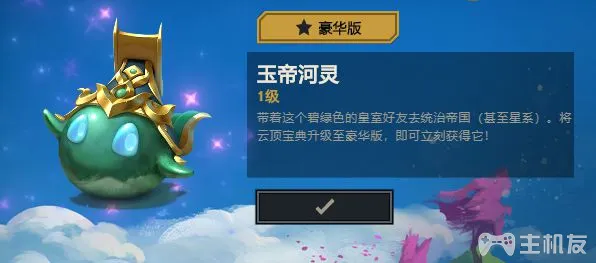 ★ 豪华版
玉帝河灵
1级
带着这个碧绿色的皇室好友去统治帝国（甚至星系）。将
云顶宝典升级至豪华版，即可立刻获得它！
主机友